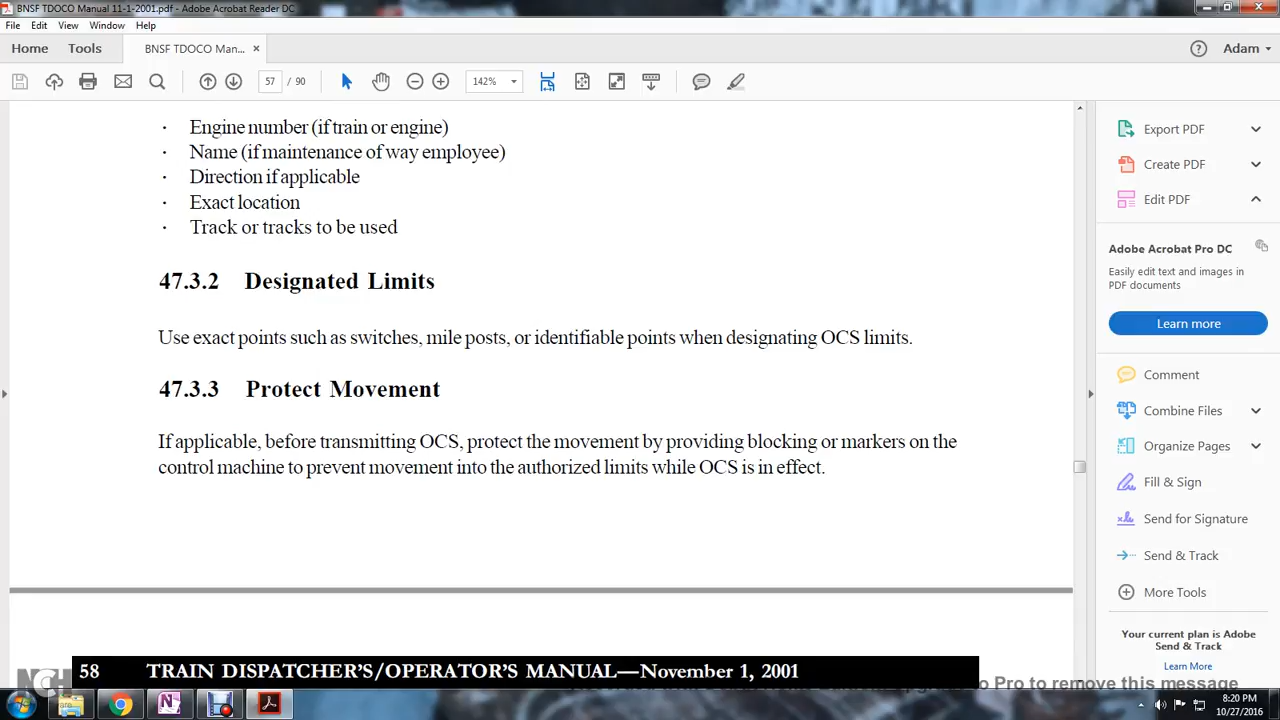 BNSF TDOCO Manual 11-1-2001.pdf - Adobe Acrobat Reader DC
File Edit View Window Help
Home Tools BNSF TDOCO Man... × Adam
57 / 90 142%
· Engine number (if train or engine)
· Name (if maintenance of way employee)
· Direction if applicable
· Exact location
· Track or tracks to be used
47.3.2 Designated Limits
Use exact points such as switches, mile posts, or identifiable points when designating OCS limits.
47.3.3 Protect Movement
If applicable, before transmitting OCS, protect the movement by providing blocking or markers on the
control machine to prevent movement into the authorized limits while OCS is in effect.
58 TRAIN DISPATCHER'S/OPERATOR'S MANUAL—November 1, 2001
Export PDF
Create PDF
Edit PDF
Adobe Acrobat Pro DC
Easily edit text and images in
PDF documents
Learn more
Comment
Combine Files
Organize Pages
Fill & Sign
Send for Signature
Send & Track
More Tools
Your current plan is Adobe
Send & Track
Learn More
NCH
Pro to remove this message
8:20 PM
10/27/2016